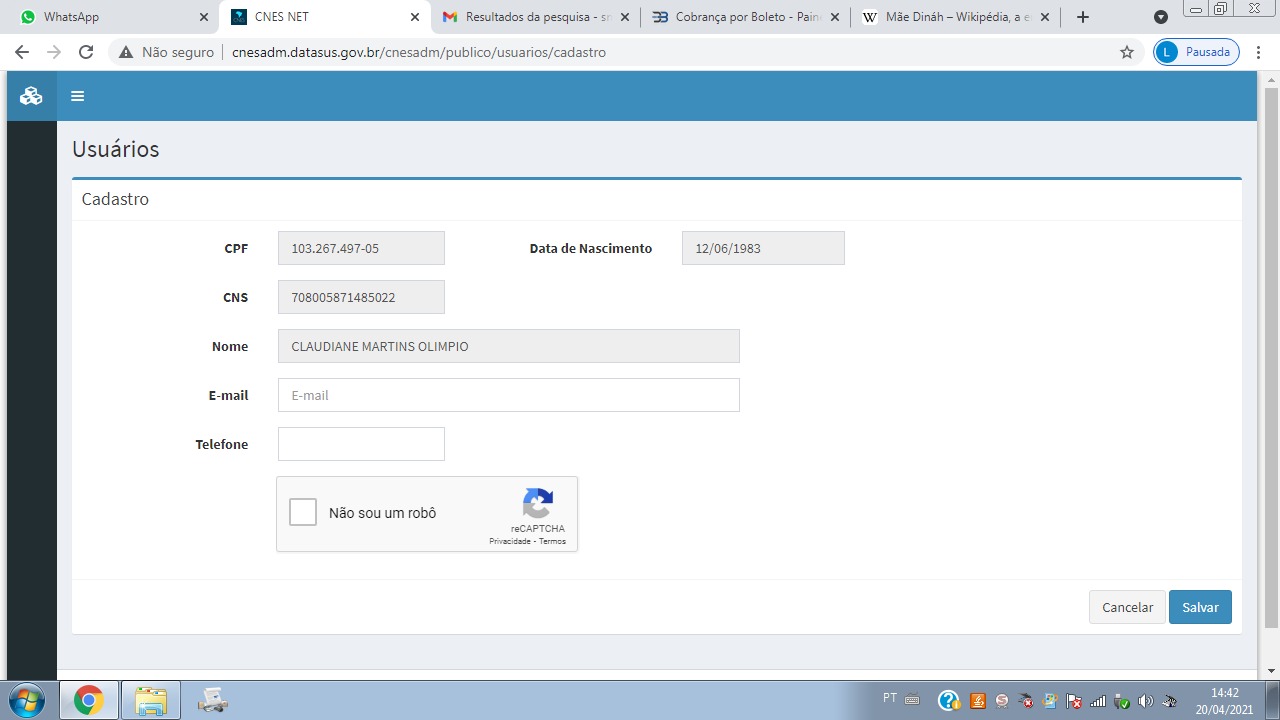 WhatsApp
CNES NET
Resultados da pesquisa - sm
Cobrança por Boleto - Pain
Mãe Dinah – Wikipédia, a e
Não seguro
cnesadm.datasus.gov.br/cnesadm/publico/usuarios/cadastro
L Pausada
Usuários
Cadastro
CPF 103.267.497-05 Data de Nascimento 12/06/1983
CNS 708005871485022
Nome CLAUDIANE MARTINS OLIMPIO
E-mail E-mail
Telefone
Não sou um robô
reCAPTCHA
Privacidade - Termos
Cancelar Salvar
PT
14:42
20/04/2021